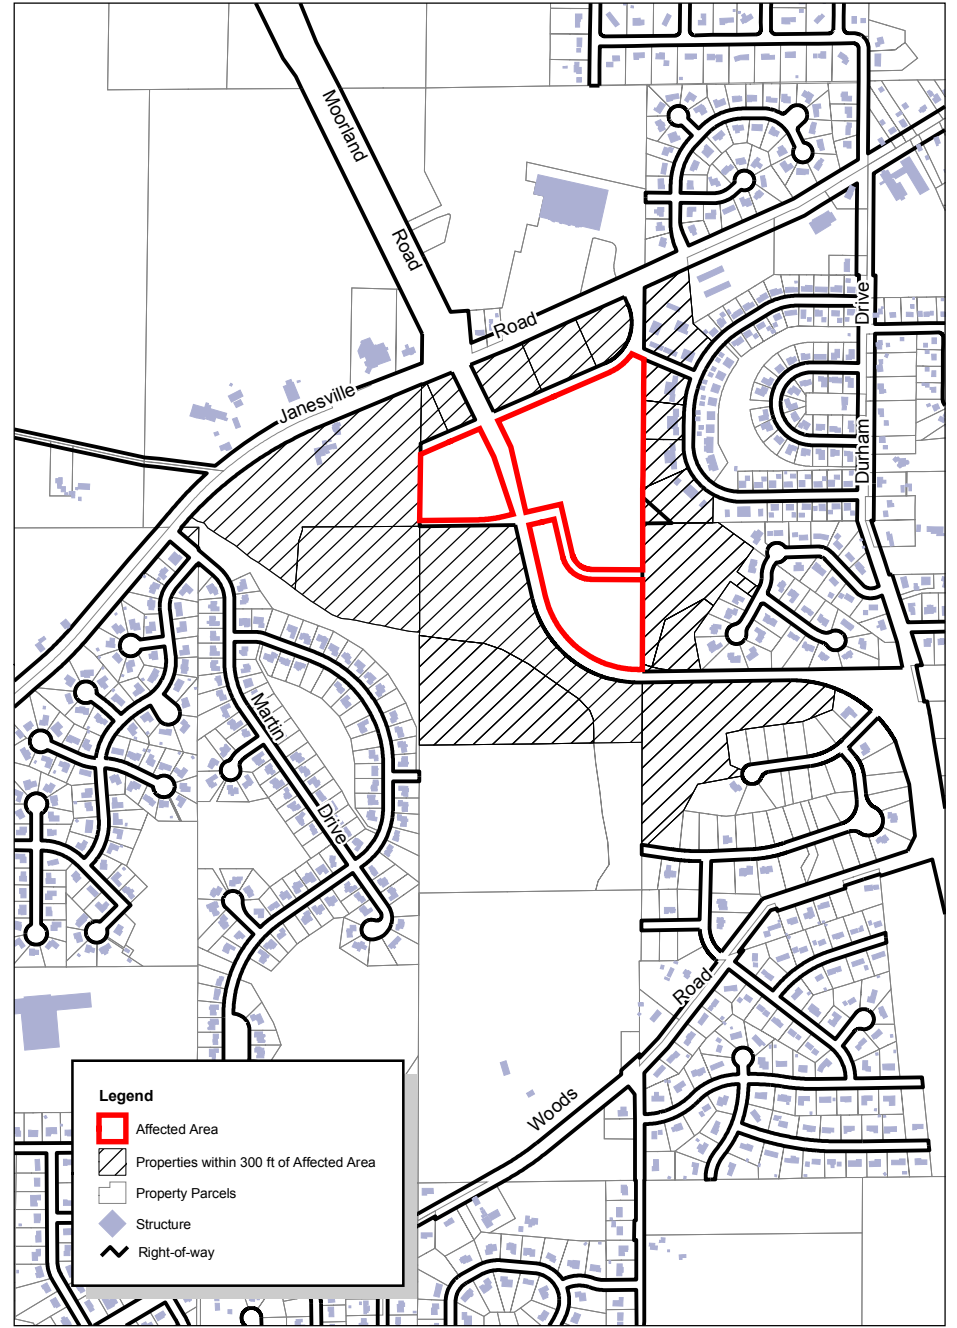 Moorland
Road
Road
Janesville
Drive
Durham
Martin
Drive
Road
Woods
Legend
Affected Area
Properties within 300 ft of Affected Area
Property Parcels
Structure
Right-of-way